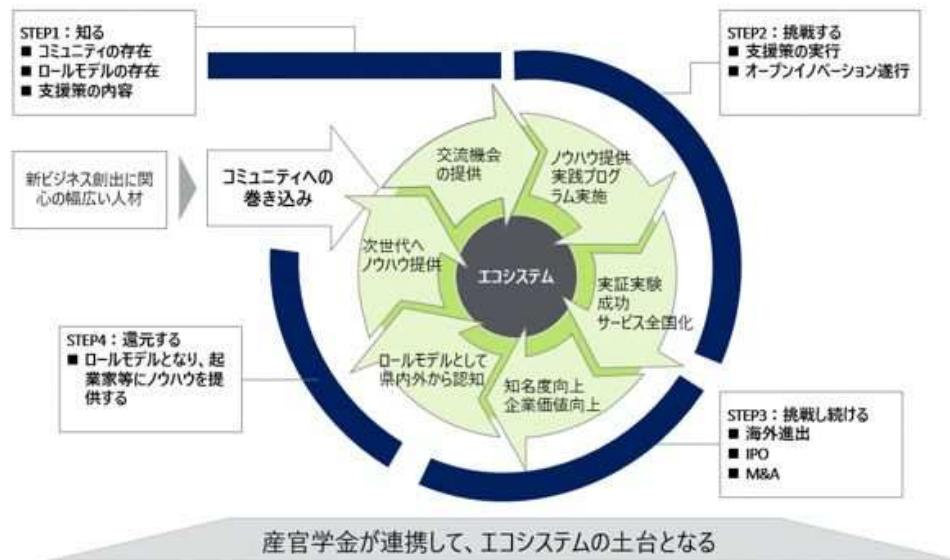 STEP1：知る
■ コミュニティの存在
■ ロールモデルの存在
■ 支援策の内容
STEP2：挑戦する
■ 支援策の実行
■ オープンイノベーション遂行
新ビジネス創出に関
心の幅広い人材
コミュニティへの
巻き込み
交流機会
の提供
ノウハウ提供
実践プログ
ラム実施
次世代へ
ノウハウ提供
エコシステム
実証実験
成功
サービス全国化
ロールモデルとして
県内外から認知
知名度向上
企業価値向上
STEP4：還元する
■ ロールモデルとなり、起
業家等にノウハウを提
供する
STEP3：挑戦し続ける
■ 海外進出
■ IPO
■ M&A
産官学金が連携して、エコシステムの土台となる